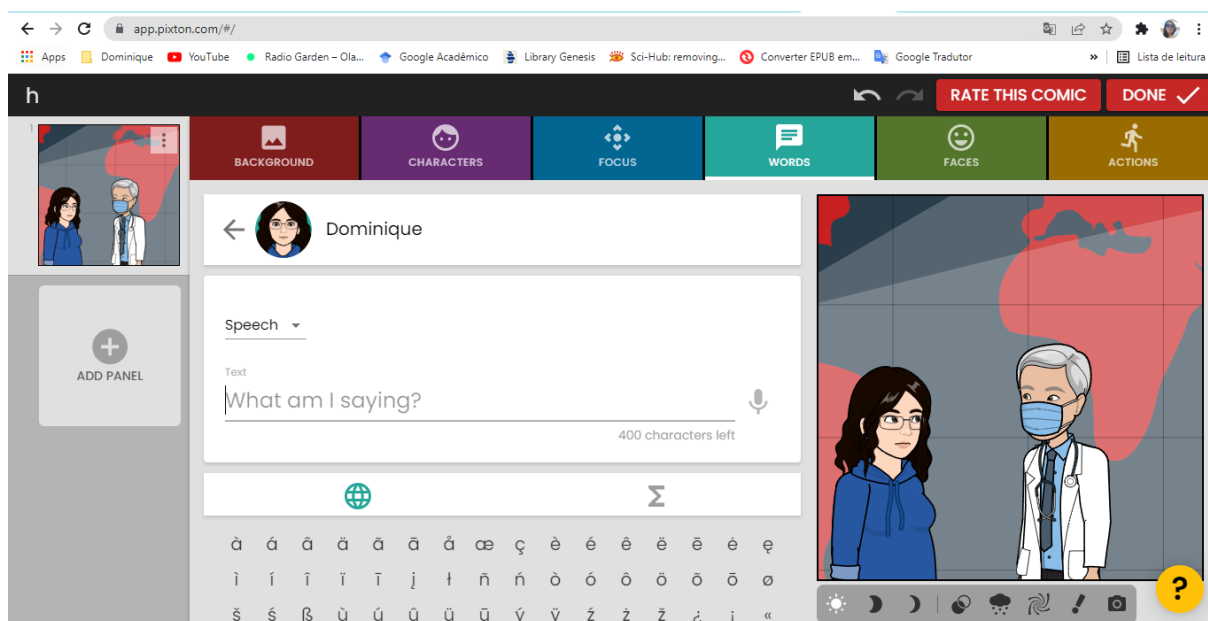 app.pixton.com/#/
Apps Dominique YouTube Radio Garden – Ola... Google Acadêmico Library Genesis Sci-Hub: removing... Converter EPUB em... Google Tradutor » Lista de leitura
h RATE THIS COMIC DONE
1
BACKGROUND CHARACTERS FOCUS WORDS FACES ACTIONS
Dominique
Speech
Text
What am I saying?
400 characters left
ADD PANEL
Σ
à á â ä ã ā å æ ç è é ê ë ē ė ę
ì í î ï ī į ł ñ ń ò ó ô ö õ ō ø
š ś ß ù ú û ü ū ý ÿ ź ż ž ¿ ¡ «
?